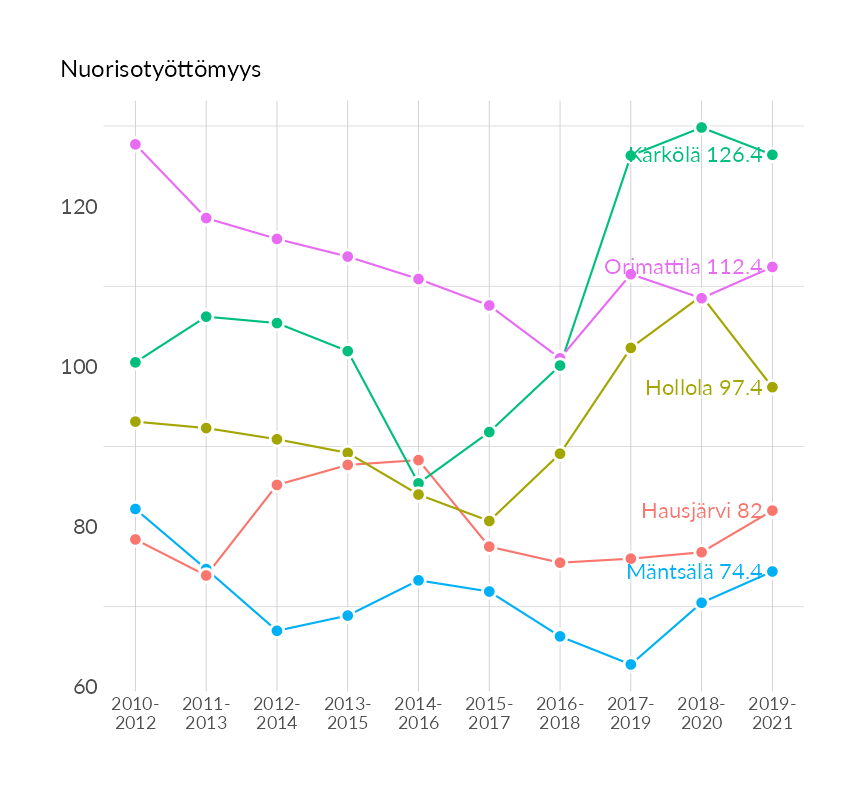 Nuorisotyöttömyys
120
100
80
60
Kärkölä 126.4
Orimattila 112.4
Hollola 97.4
Hausjärvi 82
Mäntsälä 74.4
2010- 2011- 2012- 2013- 2014- 2015- 2016- 2017- 2018- 2019-
2012 2013 2014 2015 2016 2017 2018 2019 2020 2021